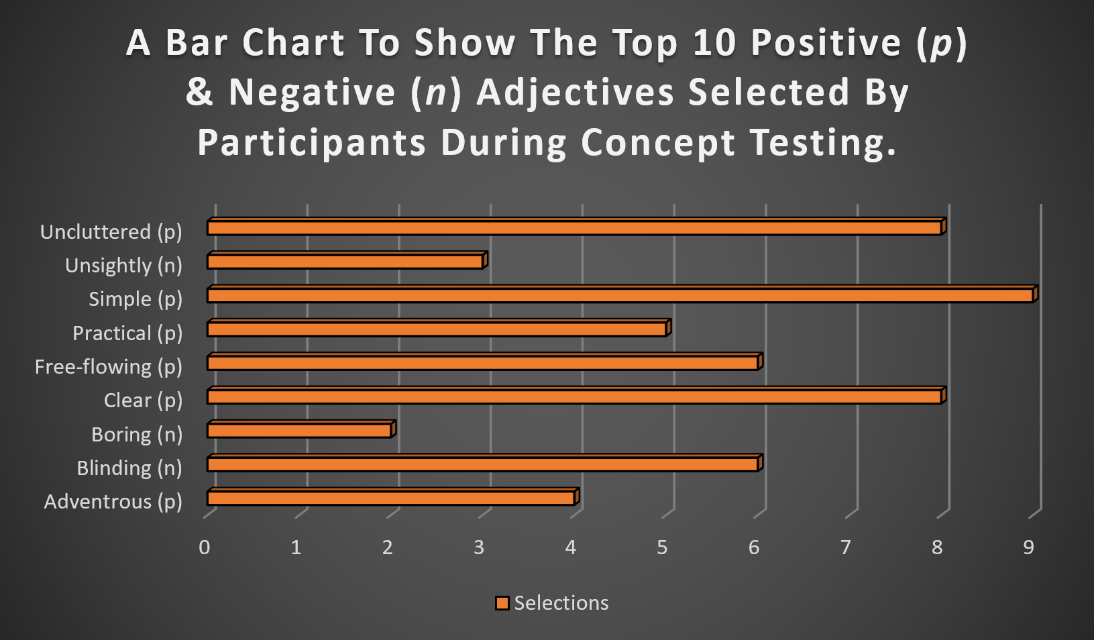 A Bar Chart To Show The Top 10 Positive (p)
& Negative (n) Adjectives Selected By
Participants During Concept Testing.
Uncluttered (p)
Unsightly (n)
Simple (p)
Practical (p)
Free-flowing (p)
Clear (p)
Boring (n)
Blinding (n)
Adventrous (p)
0 1 2 3 4 5 6 7 8 9
Selections